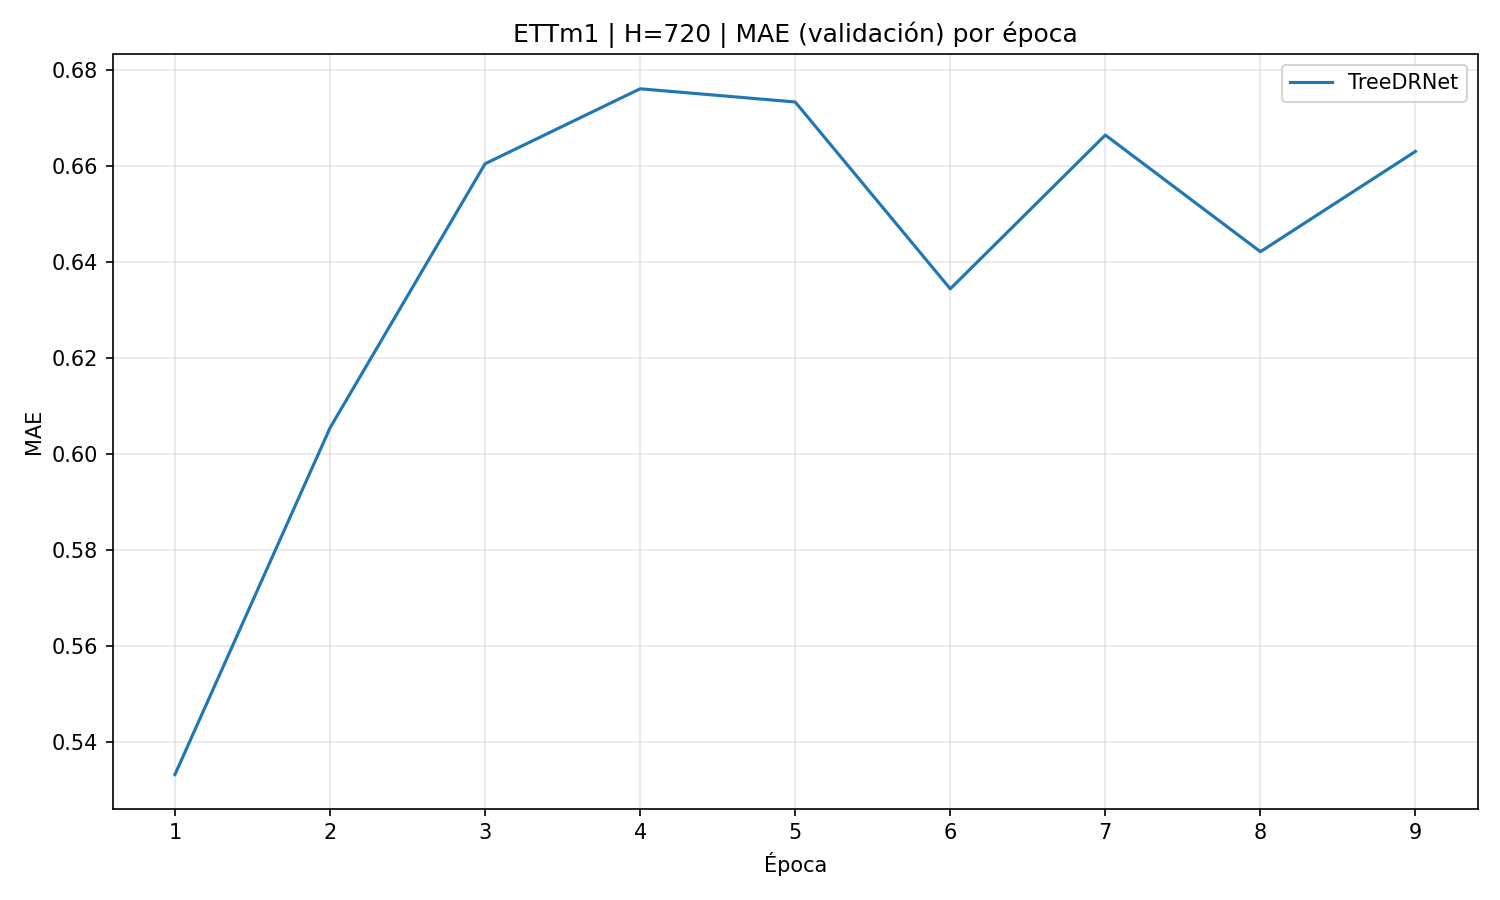 ETTm1 | H=720 | MAE (validación) por época
TreeDRNet
MAE
0.68
0.66
0.64
0.62
0.60
0.58
0.56
0.54
1 2 3 4 5 6 7 8 9
Época